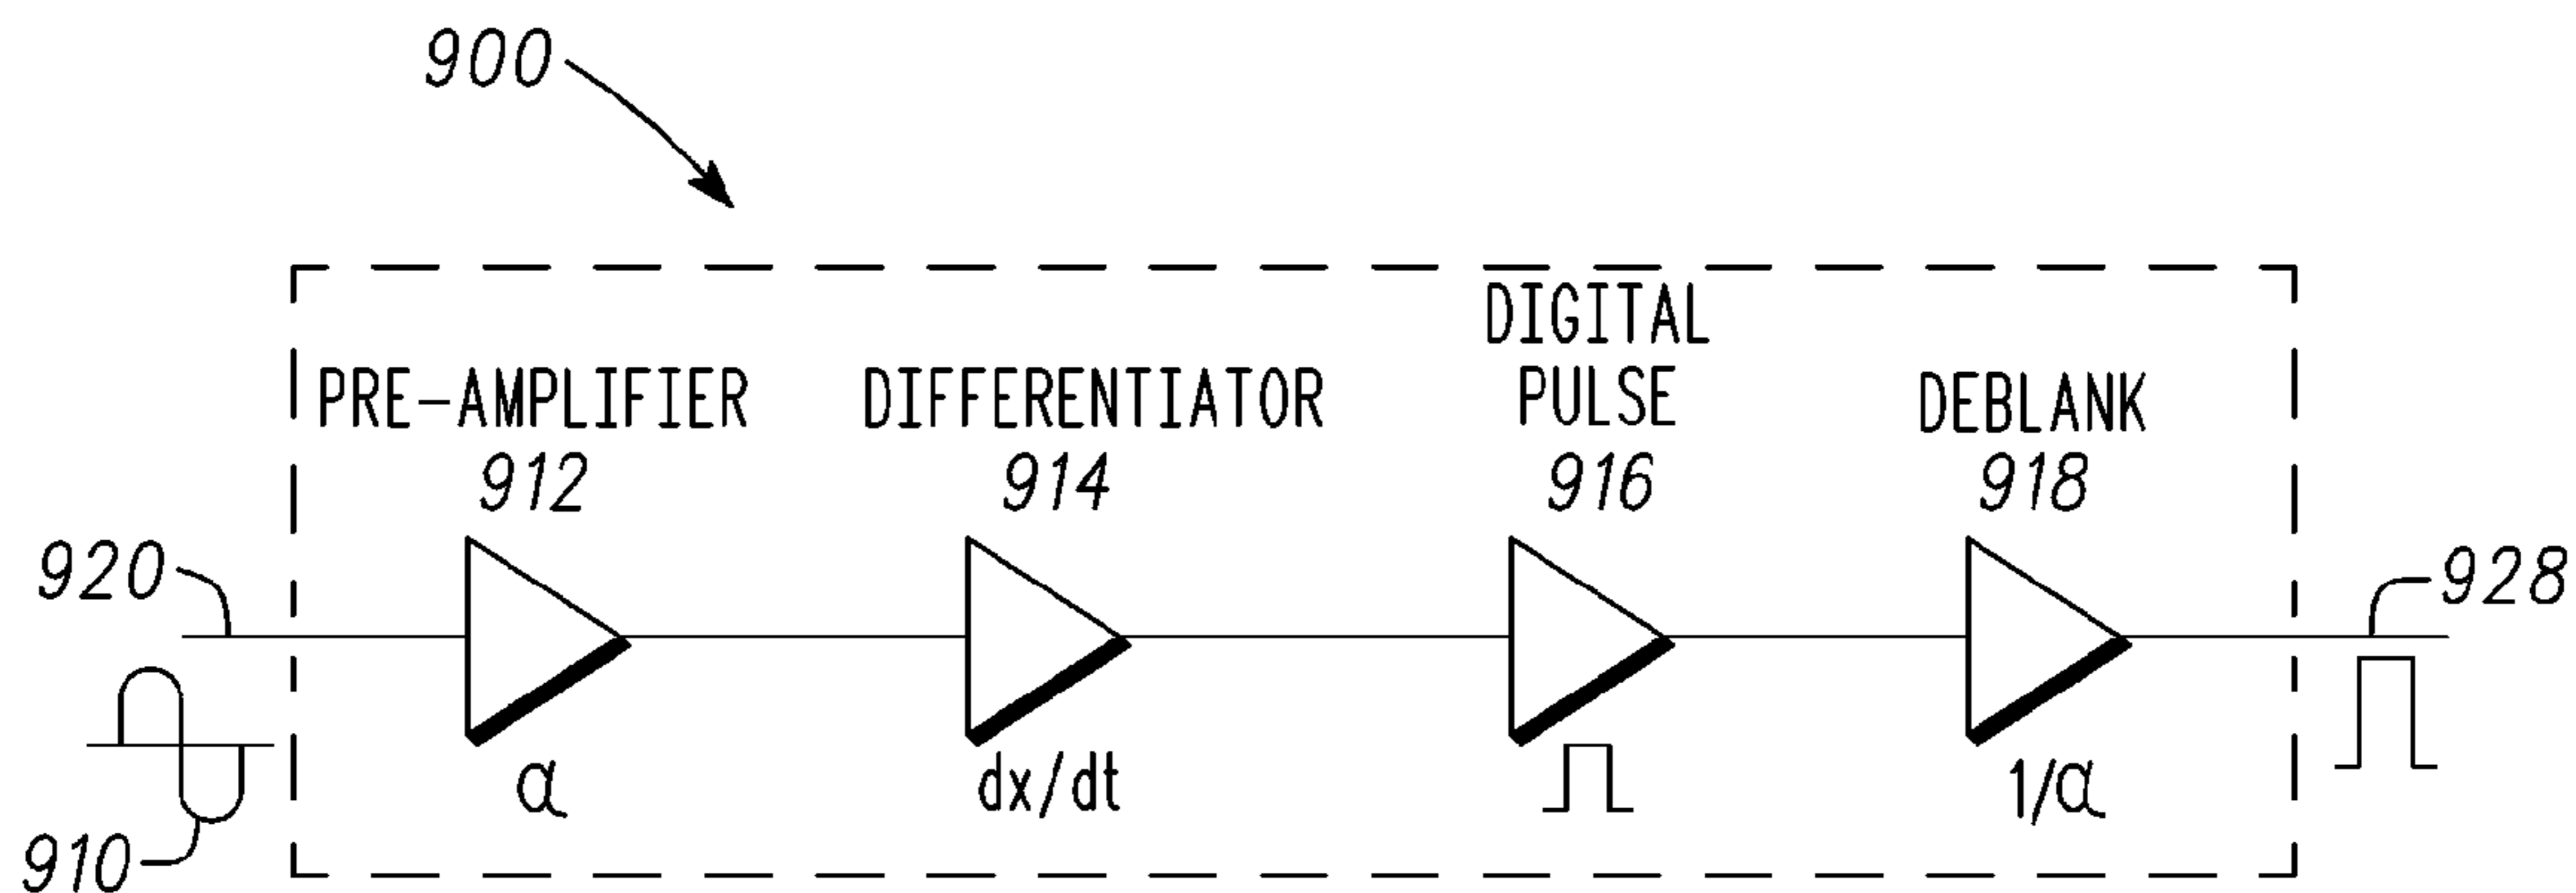 900
DIGITAL
PRE-AMPLIFIER DIFFERENTIATOR PULSE DEBLANK
912 914 916 918
920 928
α dx/dt 1/α
910